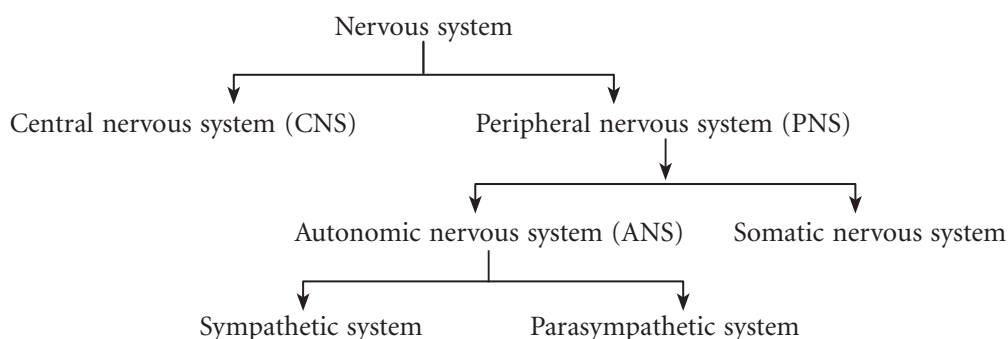 Nervous system
Central nervous system (CNS)
Peripheral nervous system (PNS)
Autonomic nervous system (ANS)
Somatic nervous system
Sympathetic system
Parasympathetic system